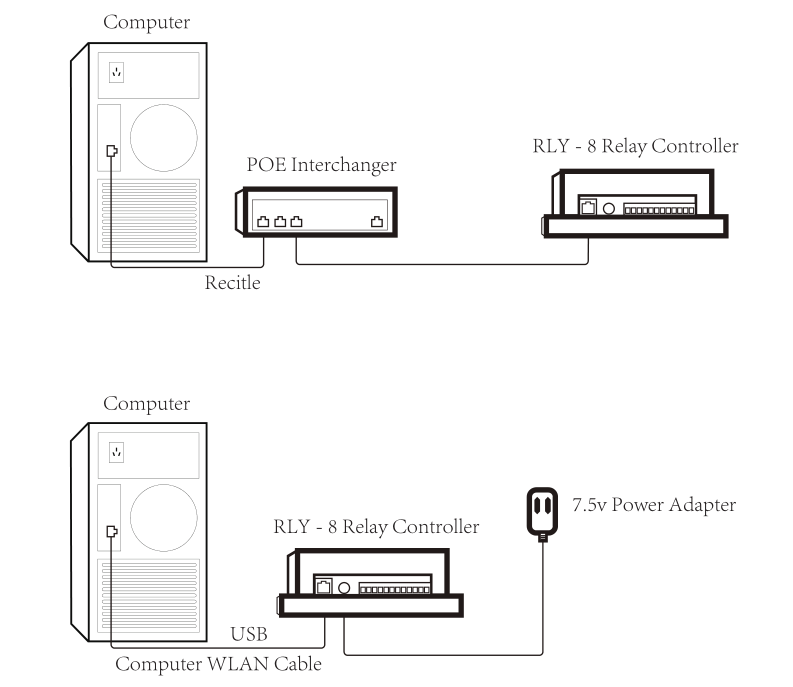 Computer
RLY - 8 Relay Controller
POE Interchanger
Recitle
Computer
7.5v Power Adapter
RLY - 8 Relay Controller
USB
Computer WLAN Cable